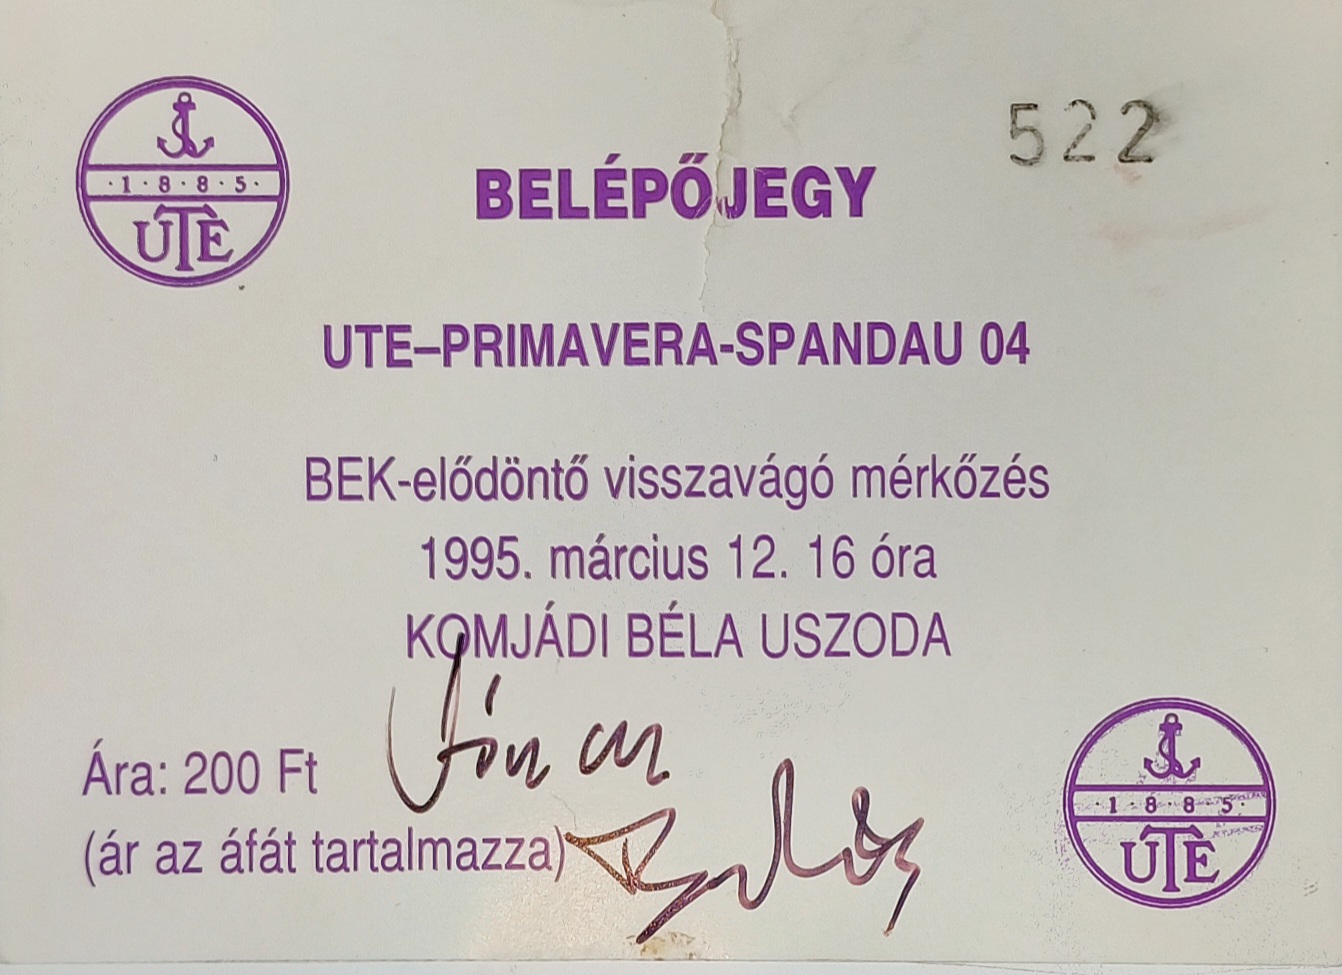 522
·1·8·8·5·
UTE
BELÉPŐJEGY
UTE–PRIMAVERA-SPANDAU 04
BEK-elődöntő visszavágó mérkőzés
1995. március 12. 16 óra
KOMJÁDI BÉLA USZODA
Ára: 200 Ft
(ár az áfát tartalmazza)
·1·8·8·5·
UTE